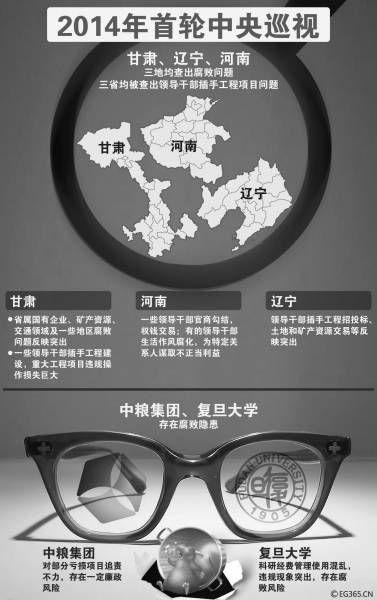 2014年首轮中央巡视
甘肃、辽宁、河南
三地均查出腐败问题
三省均被查出领导干部插手工程项目问题
甘肃
河南
辽宁
甘肃
●省属国有企业、矿产资源、
交通领域及一些地区腐败
问题反映突出
●一些领导干部插手工程建
设，重大工程项目违规操
作损失巨大
河南
一些领导干部官商勾结，
权钱交易；有的领导干部
生活作风腐化，为特定关
系人谋取不正当利益
辽宁
领导干部插手工程招投标、
土地和矿产资源交易等反
映突出
中粮集团、复旦大学
存在腐败隐患
FUDAN UNIVERSITY
1905
中粮集团
对部分亏损项目追责
不力，存在一定廉政
风险
复旦大学
科研经费管理使用混乱，
违规现象突出，存在腐
败风险
©EG365.CN